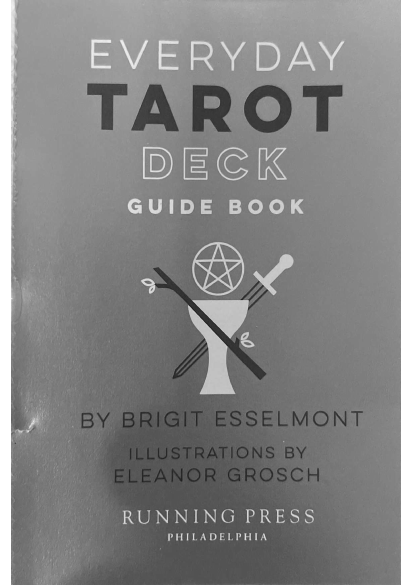 EVERYDAY
TAROT
DECK
GUIDE BOOK
BY BRIGIT ESSELMONT
ILLUSTRATIONS BY
ELEANOR GROSCH
RUNNING PRESS
PHILADELPHIA